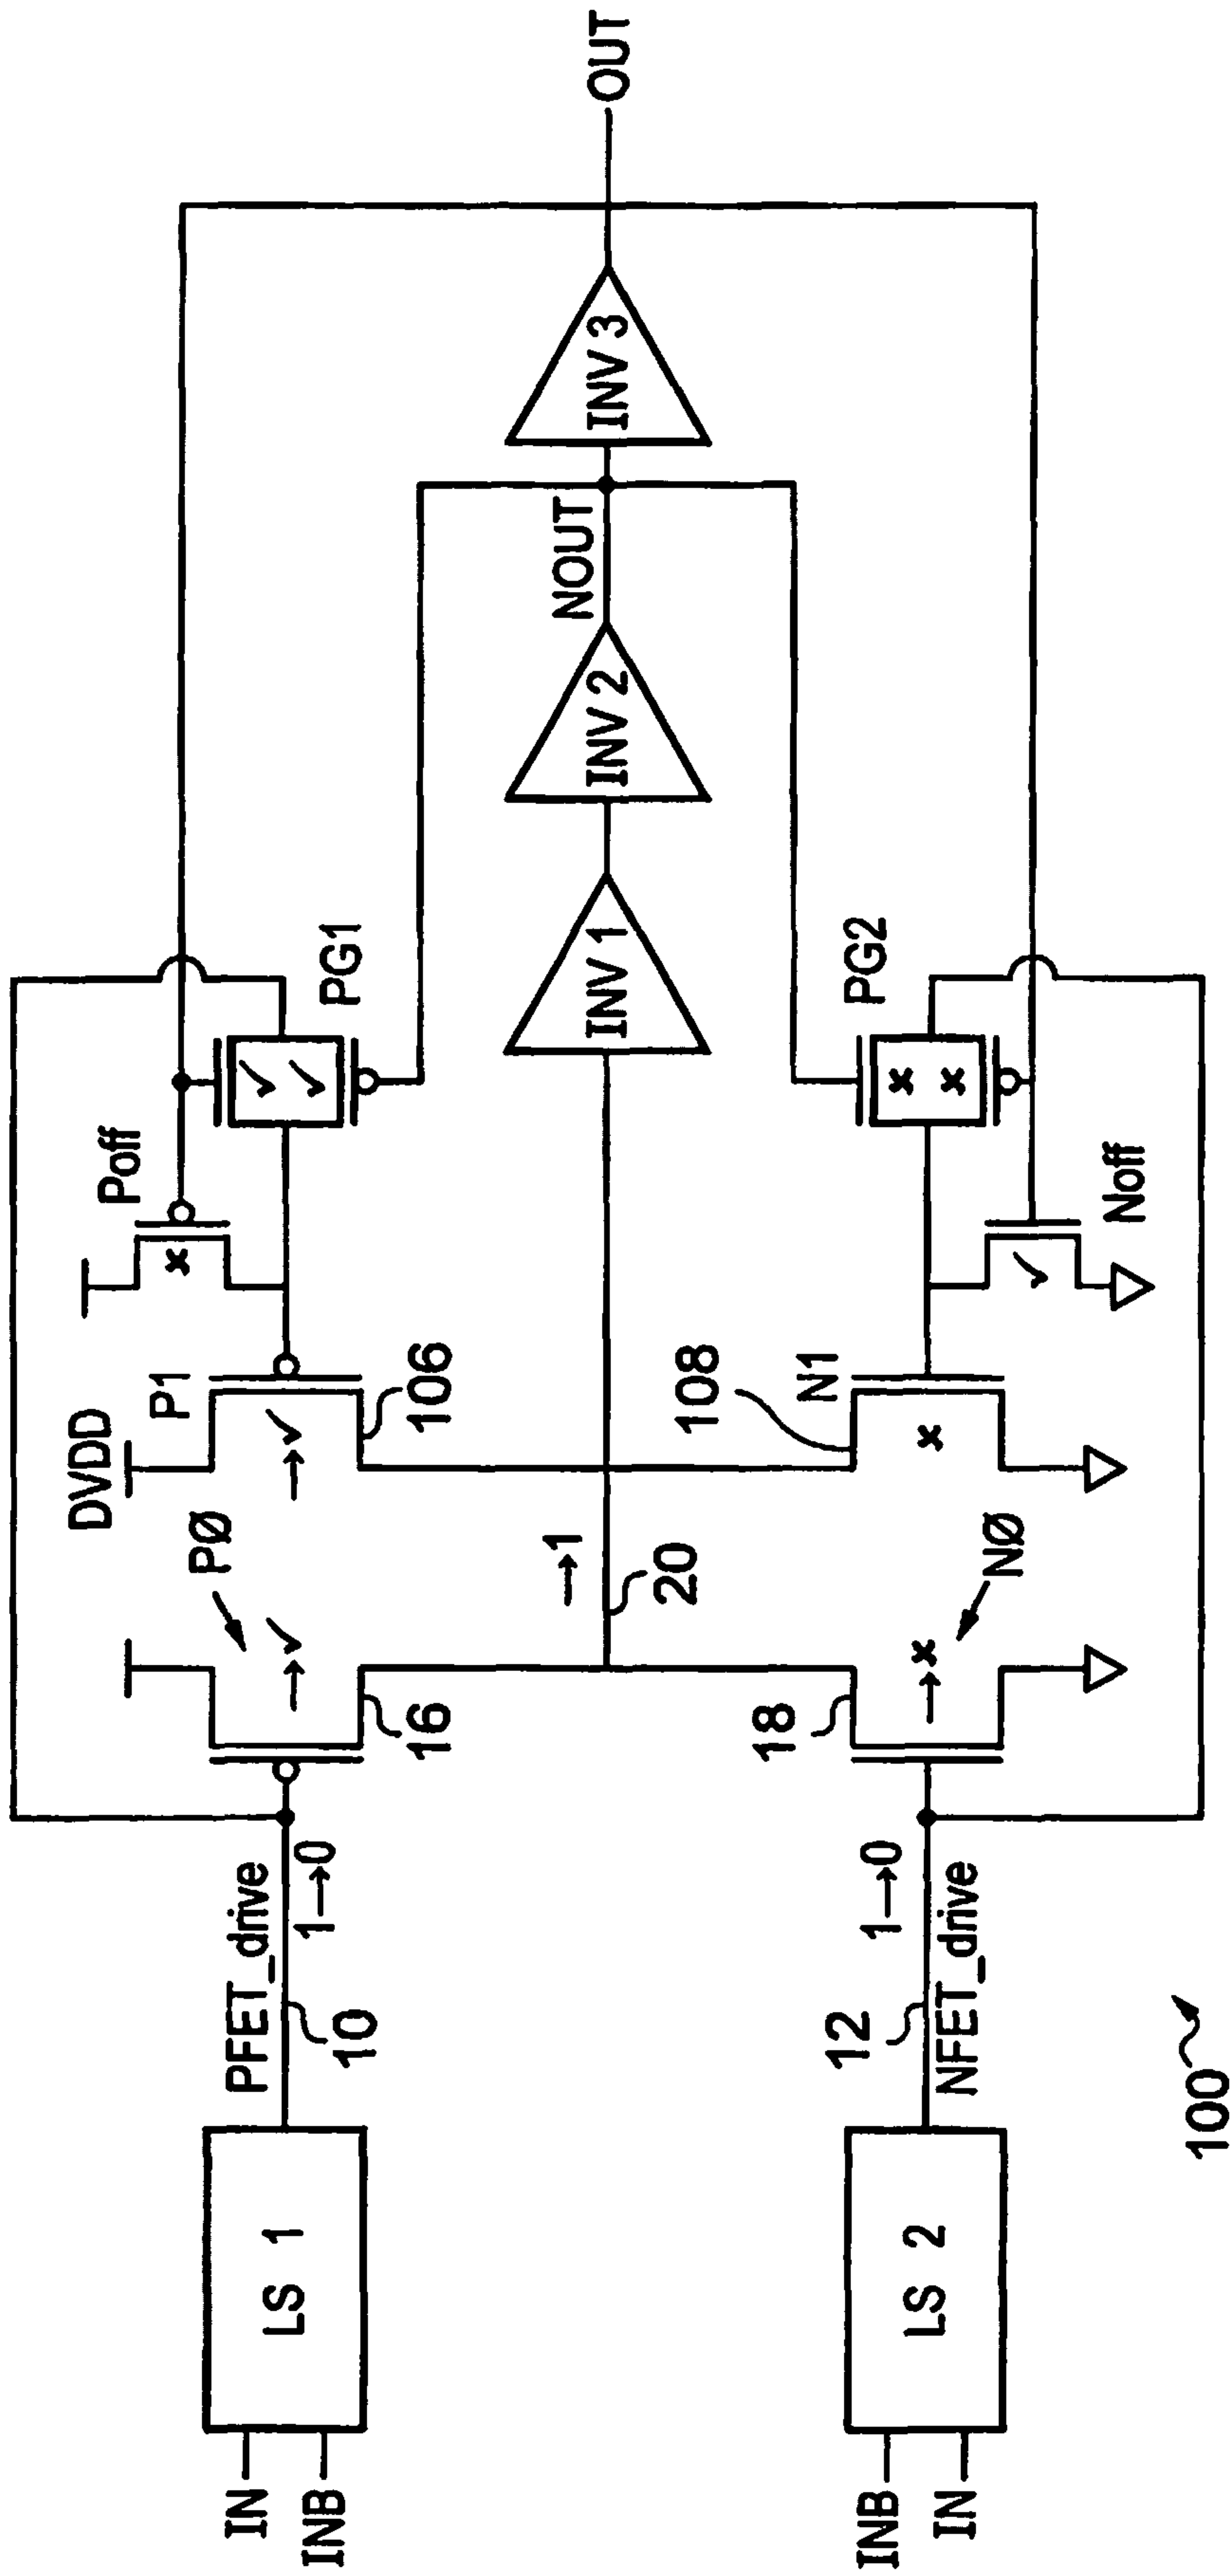 IN
INB
LS 1
PFET_drive
10
1→0
PØ
16
DVDD
P1
106
Poff
PG1
→1
20
INV 1
INV 2
NOUT
INV 3
OUT
INB
IN
LS 2
12
1→0
NFET_drive
18
NØ
108
N1
Noff
PG2
100